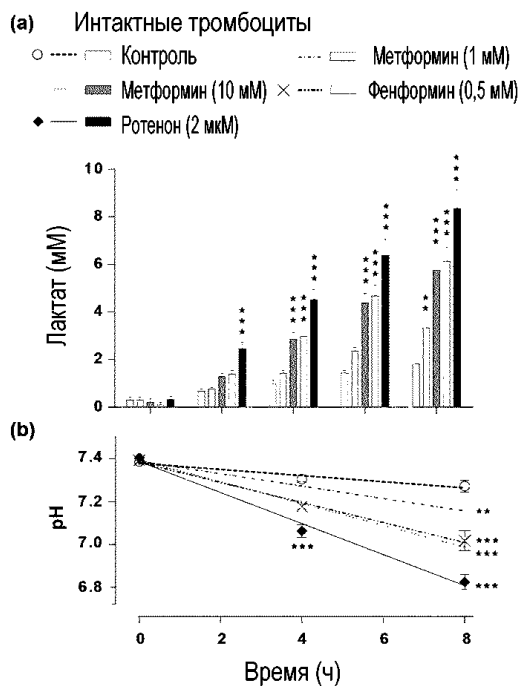 (a) Интактные тромбоциты
Контроль Метформин (1 мМ)
Метформин (10 мМ) Фенформин (0,5 мМ)
Ротенон (2 мкМ)
10
8
6
4
2
0
Лактат (мМ)
*** *** *** *** *** *** *** *** ** *** *** ***
(b)
7.4
7.2
7.0
6.8
pH
**
***
***
***
***
0 2 4 6 8
Время (ч)